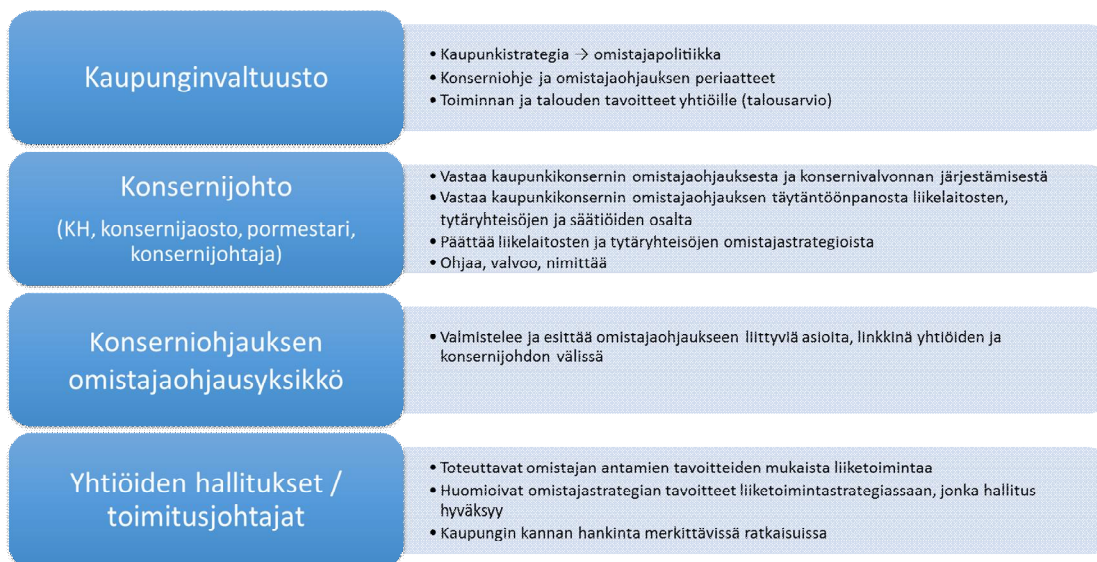 Kaupunginvaltuusto
• Kaupunkistrategia → omistajapolitiikka
• Konserniohje ja omistajaohjauksen periaatteet
• Toiminnan ja talouden tavoitteet yhtiöille (talousarvio)
Konsernijohto
(KH, konsernijaosto, pormestari,
konsernijohtaja)
• Vastaa kaupunkikonsernin omistajaohjauksesta ja konsernivalvonnan järjestämisestä
• Vastaa kaupunkikonsernin omistajaohjauksen täytäntöönpanosta liikelaitosten,
tytäryhteisöjen ja säätiöiden osalta
• Päättää liikelaitosten ja tytäryhteisöjen omistajastrategioista
• Ohjaa, valvoo, nimittää
Konserniohjauksen
omistajaohjausyksikkö
• Valmistelee ja esittää omistajaohjaukseen liittyviä asioita, linkkinä yhtiöiden ja
konsernijohdon välissä
Yhtiöiden hallitukset /
toimitusjohtajat
• Toteuttavat omistajan antamien tavoitteiden mukaista liiketoimintaa
• Huomioivat omistajastrategian tavoitteet liiketoimintastrategiassaan, jonka hallitus
hyväksyy
• Kaupungin kannan hankinta merkittävissä ratkaisuissa